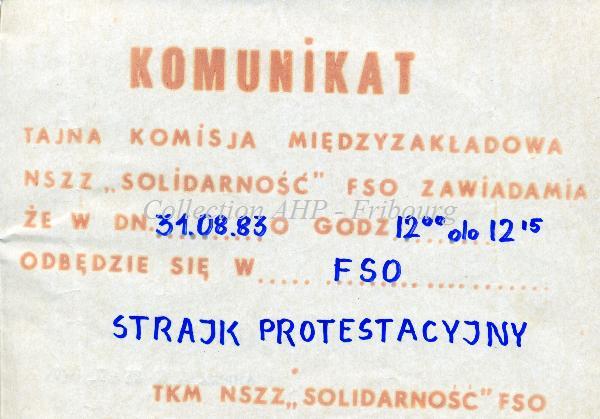 KOMUNiKAT
TAJNA KOMiSJA MiĘDZYZAKŁADOWA
NSZZ „SOLiDARNOŚĆ" FSO ZAWiADAMiA
Collection AHP - Fribourg
ŻE W DN. 31.08.83 O GODZ 12⁰⁰ do 12¹⁵
ODBĘDZiE SiĘ W..... FSO ..........
STRAJK PROTESTACYJNY
TKM NSZZ „SOLiDARNOŚĆ" FSO